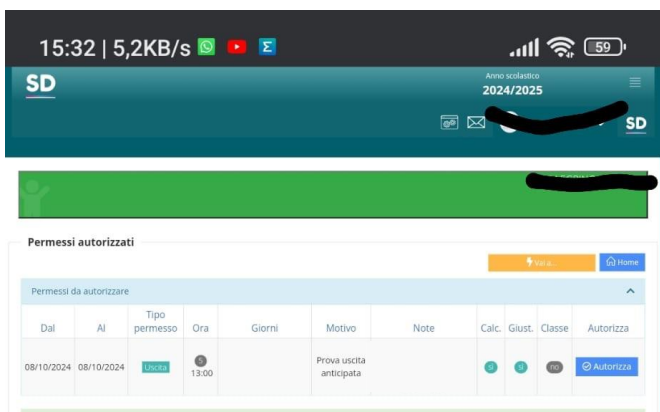 15:32 | 5,2KB/s 59
SD
Anno scolastico
2024/2025
SD
Permessi autorizzati
Vai a... Home
Permessi da autorizzare
Dal Al Tipo permesso Ora Giorni Motivo Note Calc. Giust. Classe Autorizza
08/10/2024 08/10/2024 Uscita 5 13:00 Prova uscita anticipata sì sì no Autorizza